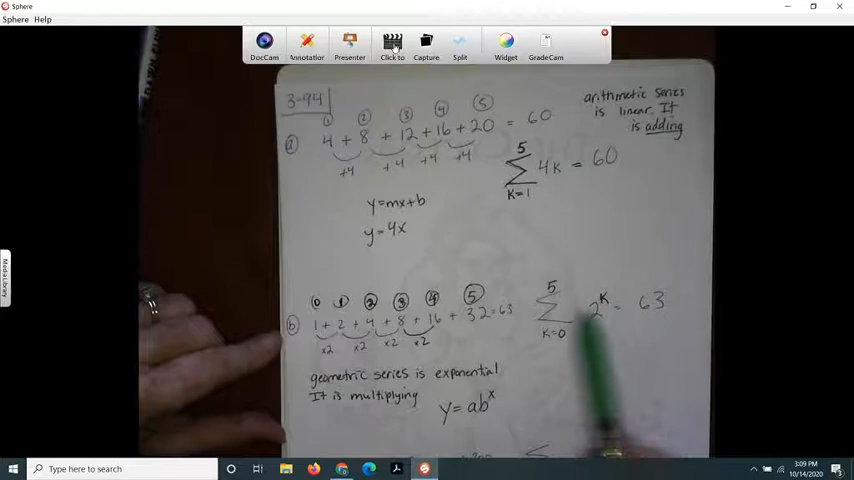 Sphere
Sphere Help
DocCam Annotation Presenter Click to Capture Split Widget GradeCam
3-94
arithmetic series
is linear. It
is adding
① ② ③ ④ ⑤
ⓐ 4 + 8 + 12 + 16 + 20 = 60
+4 +4 +4 +4
5
∑ 4k = 60
k=1
y=mx+b
y=4x
⓪ ① ② ③ ④ ⑤
ⓑ 1 + 2 + 4 + 8 + 16 + 32 = 63
x2 x2 x2 x2
5
∑ 2^k = 63
k=0
geometric series is exponential
It is multiplying
y = ab^x
Media Library
Type here to search
3:09 PM
10/14/2020